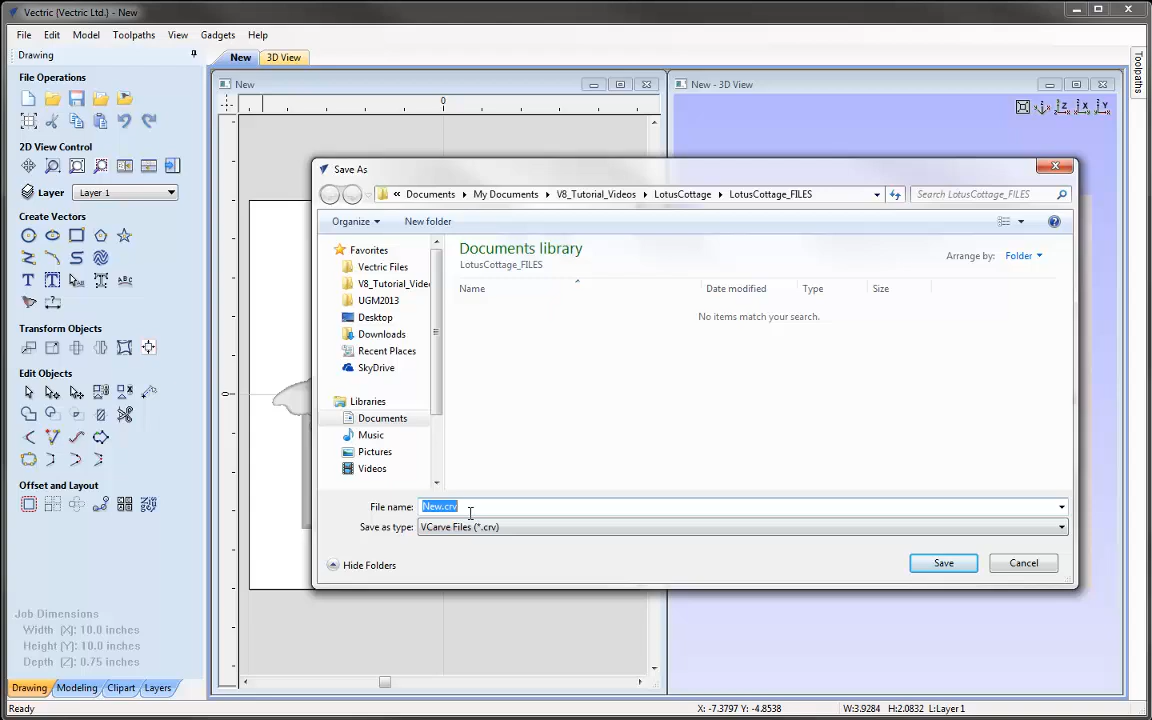 Vectric {Vectric Ltd.} - New
File Edit Model Toolpaths View Gadgets Help
Drawing
New 3D View
File Operations
2D View Control
Layer Layer 1
Create Vectors
Transform Objects
Edit Objects
Offset and Layout
Job Dimensions
Width [X]: 10.0 inches
Height [Y]: 10.0 inches
Depth [Z]: 0.75 inches
Drawing Modeling Clipart Layers
Ready
New
0
0
New - 3D View
Z X Y
Toolpaths
Save As
« Documents My Documents V8_Tutorial_Videos LotusCottage LotusCottage_FILES
Search LotusCottage_FILES
Organize New folder
Favorites
Vectric Files
V8_Tutorial_Vide
UGM2013
Desktop
Downloads
Recent Places
SkyDrive
Libraries
Documents
Music
Pictures
Videos
Documents library
LotusCottage_FILES
Arrange by: Folder
Name Date modified Type Size
No items match your search.
File name: New.crv
Save as type: VCarve Files (*.crv)
Hide Folders
Save Cancel
X: -7.3797 Y: -4.8538 W:3.9284 H:2.0832 L:Layer 1